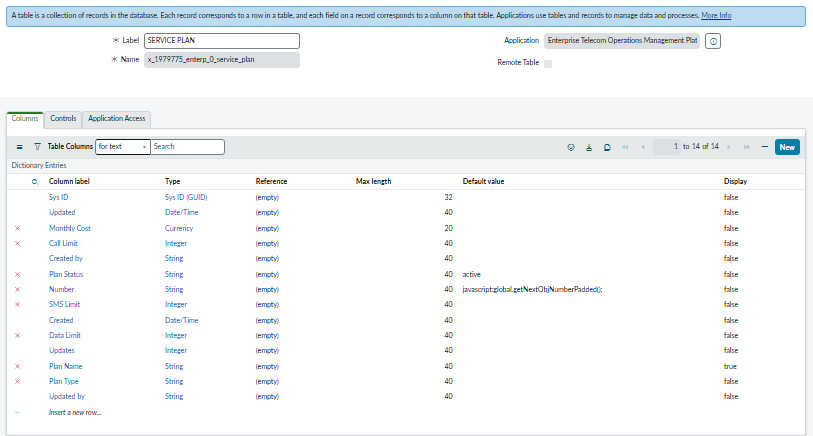 A table is a collection of records in the database. Each record corresponds to a row in a table, and each field on a record corresponds to a column on that table. Applications use tables and records to manage data and processes. More Info
Label SERVICE PLAN Application Enterprise Telecom Operations Management Plat
Name x_1979775_enterp_0_service_plan Remote Table
Columns Controls Application Access
Table Columns for text Search 1 to 14 of 14 New
Dictionary Entries
Column label Type Reference Max length Default value Display
Sys ID Sys ID (GUID) (empty) 32 false
Updated Date/Time (empty) 40 false
Monthly Cost Currency (empty) 20 false
Call Limit Integer (empty) 40 false
Created by String (empty) 40 false
Plan Status String (empty) 40 active false
Number String (empty) 40 javascript:global.getNextObjNumberPadded(); false
SMS Limit Integer (empty) 40 false
Created Date/Time (empty) 40 false
Data Limit Integer (empty) 40 false
Updates Integer (empty) 40 false
Plan Name String (empty) 40 true
Plan Type String (empty) 40 false
Updated by String (empty) 40 false
Insert a new row...